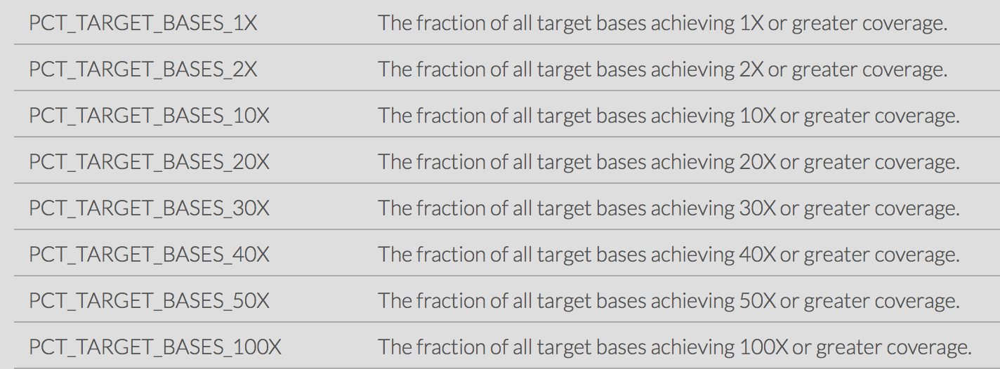 PCT_TARGET_BASES_1X The fraction of all target bases achieving 1X or greater coverage.
PCT_TARGET_BASES_2X The fraction of all target bases achieving 2X or greater coverage.
PCT_TARGET_BASES_10X The fraction of all target bases achieving 10X or greater coverage.
PCT_TARGET_BASES_20X The fraction of all target bases achieving 20X or greater coverage.
PCT_TARGET_BASES_30X The fraction of all target bases achieving 30X or greater coverage.
PCT_TARGET_BASES_40X The fraction of all target bases achieving 40X or greater coverage.
PCT_TARGET_BASES_50X The fraction of all target bases achieving 50X or greater coverage.
PCT_TARGET_BASES_100X The fraction of all target bases achieving 100X or greater coverage.